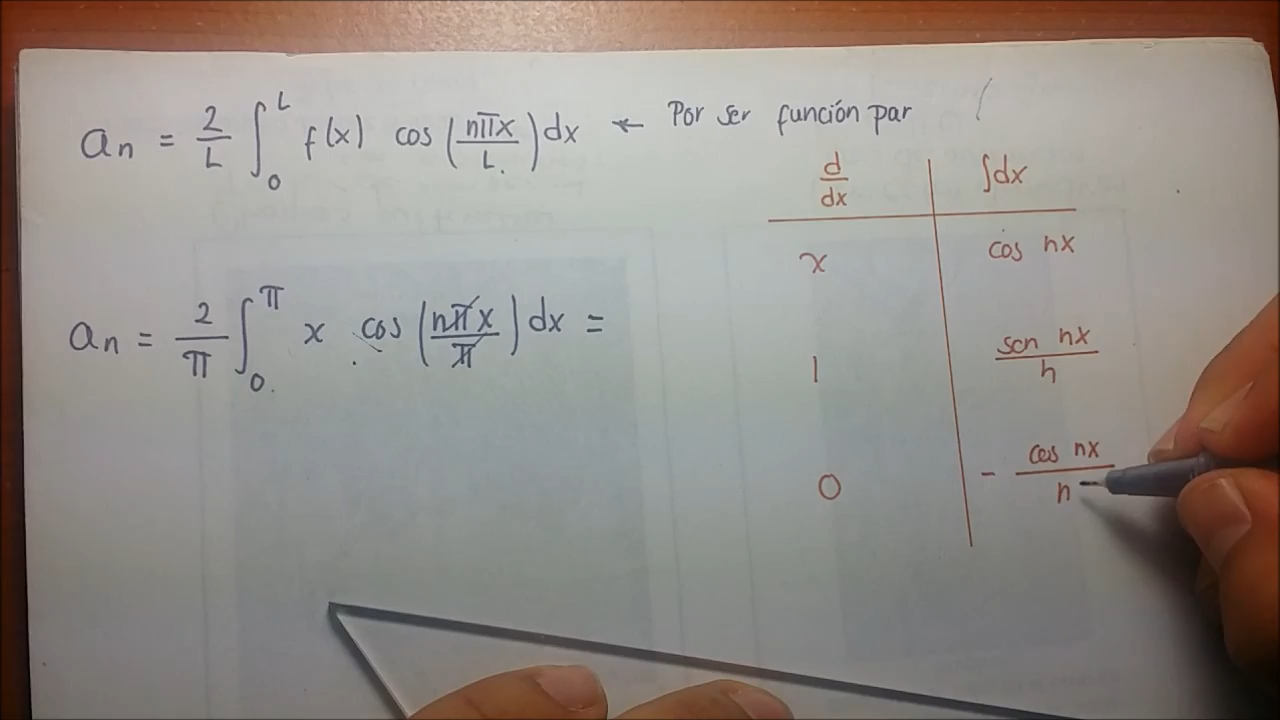 aₙ = 2/L ∫₀ᴸ f(x) cos (nπx/L) dx ← Por ser función par
d/dx | ∫dx
x | cos nx
aₙ = 2/π ∫₀^π x cos (nπx/π) dx =
1 | sen nx/n
0 | - cos nx/n